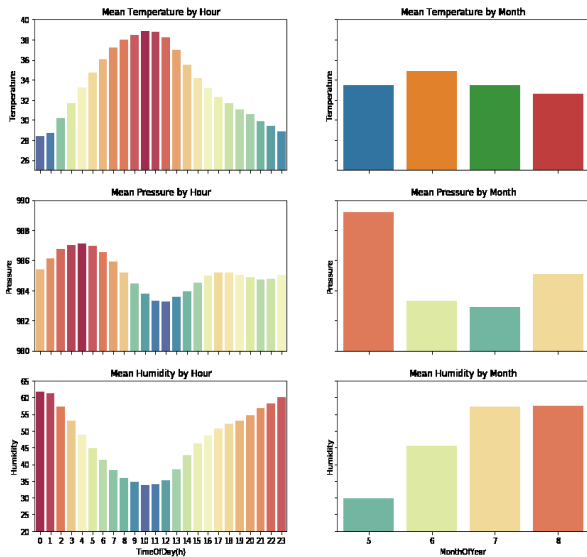 Mean Temperature by Hour
Mean Temperature by Month
Temperature
40
38
36
34
32
30
28
26
Temperature
Mean Pressure by Hour
Mean Pressure by Month
Pressure
990
988
986
984
982
980
Pressure
Mean Humidity by Hour
Mean Humidity by Month
Humidity
65
60
55
50
45
40
35
30
25
20
Humidity
0 1 2 3 4 5 6 7 8 9 10 11 12 13 14 15 16 17 18 19 20 21 22 23
TimeOfDay(h)
5 6 7 8
MonthOfYear